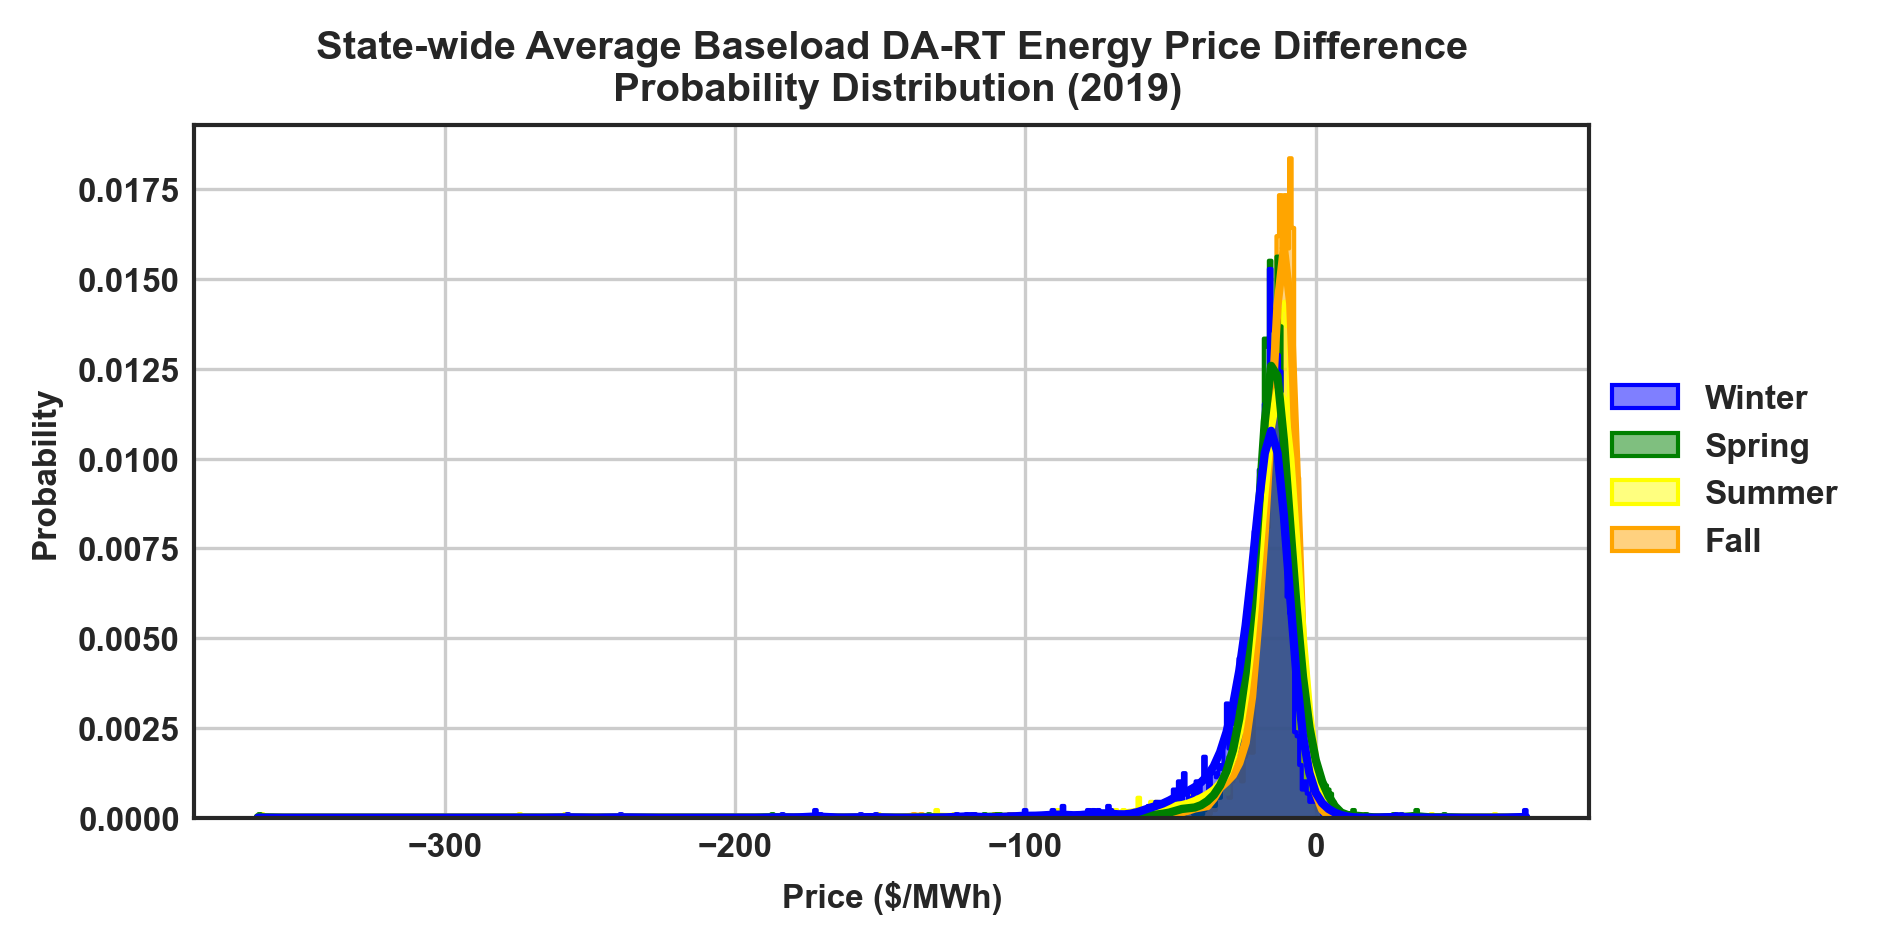 State-wide Average Baseload DA-RT Energy Price Difference
Probability Distribution (2019)
Probability
0.0175
0.0150
0.0125
0.0100
0.0075
0.0050
0.0025
0.0000
−300
−200
−100
0
Price ($/MWh)
Winter
Spring
Summer
Fall